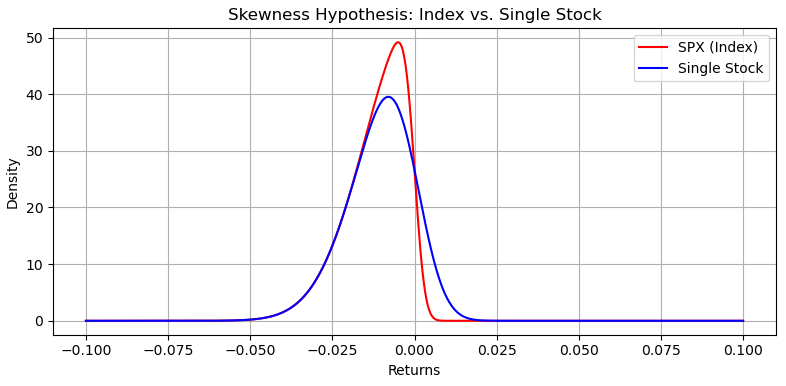 Skewness Hypothesis: Index vs. Single Stock
SPX (Index)
Single Stock
Density
50
40
30
20
10
0
−0.100 −0.075 −0.050 −0.025 0.000 0.025 0.050 0.075 0.100
Returns